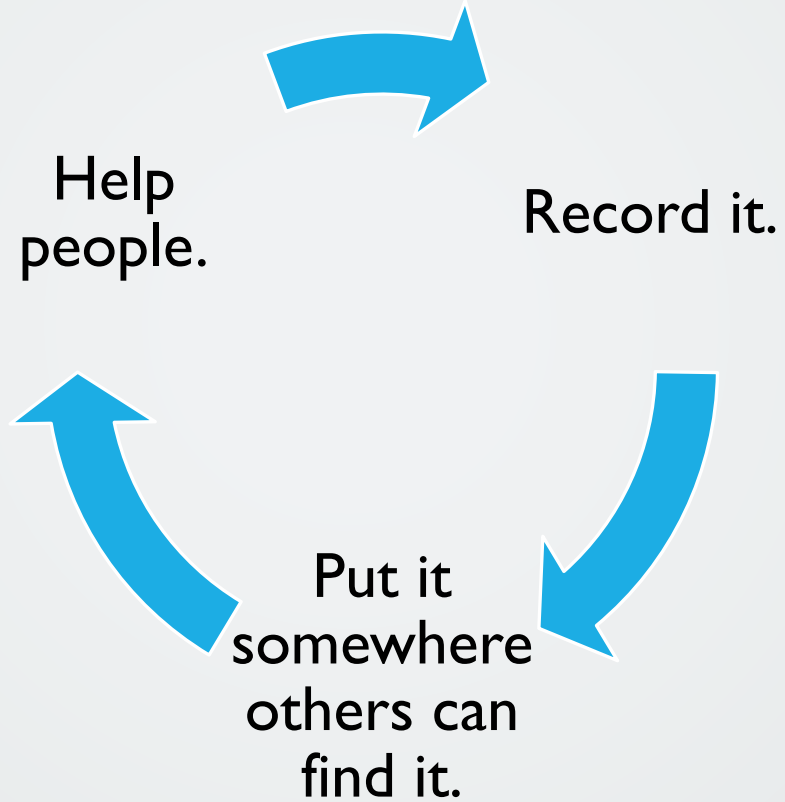 Help
people.
Record it.
Put it
somewhere
others can
find it.